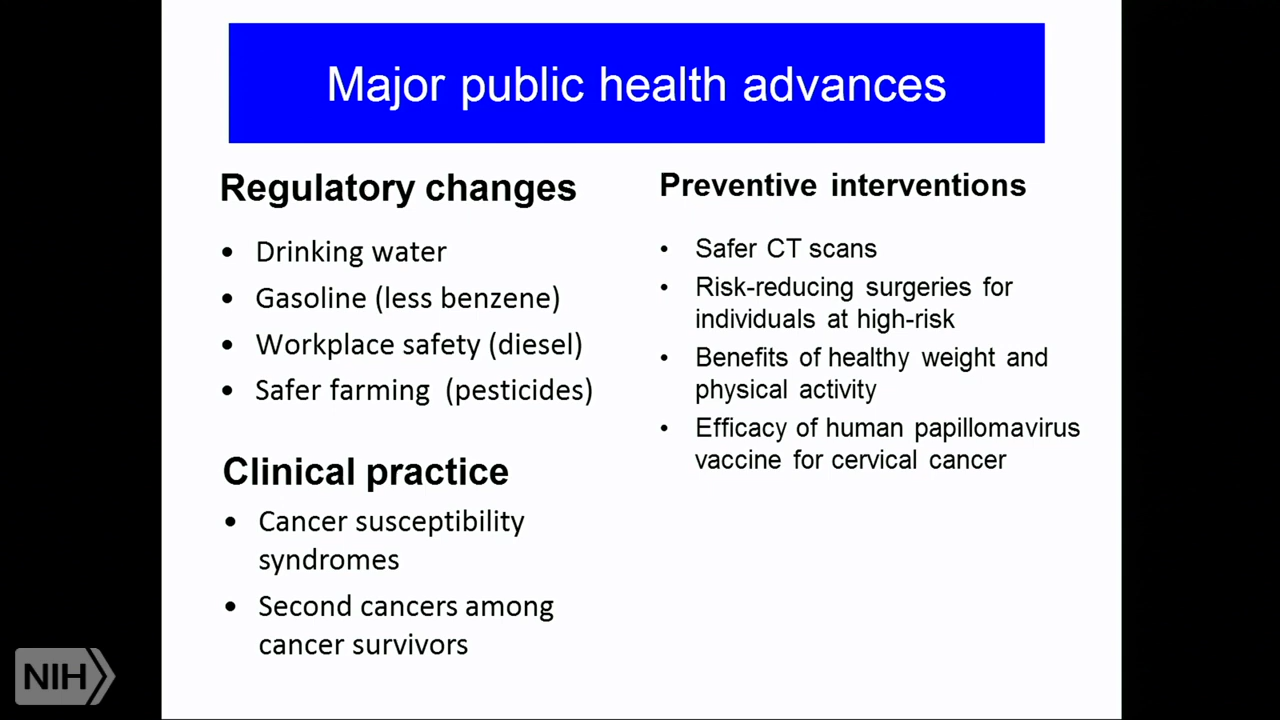 Major public health advances
Regulatory changes
• Drinking water
• Gasoline (less benzene)
• Workplace safety (diesel)
• Safer farming (pesticides)
Clinical practice
• Cancer susceptibility
syndromes
• Second cancers among
cancer survivors
Preventive interventions
• Safer CT scans
• Risk-reducing surgeries for
individuals at high-risk
• Benefits of healthy weight and
physical activity
• Efficacy of human papillomavirus
vaccine for cervical cancer
NIH